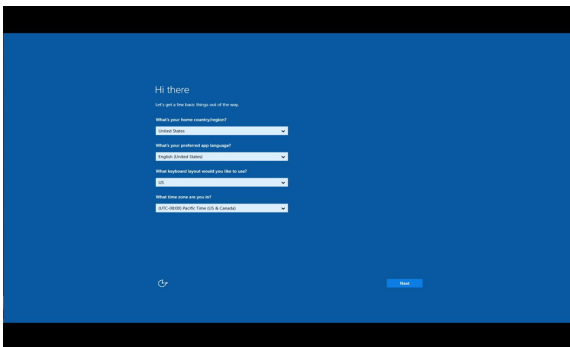 Hi there
Let's get a few basic things out of the way.
What's your home country/region?
United States
What's your preferred app language?
English (United States)
What keyboard layout would you like to use?
US
What time zone are you in?
(UTC-08:00) Pacific Time (US & Canada)
Next